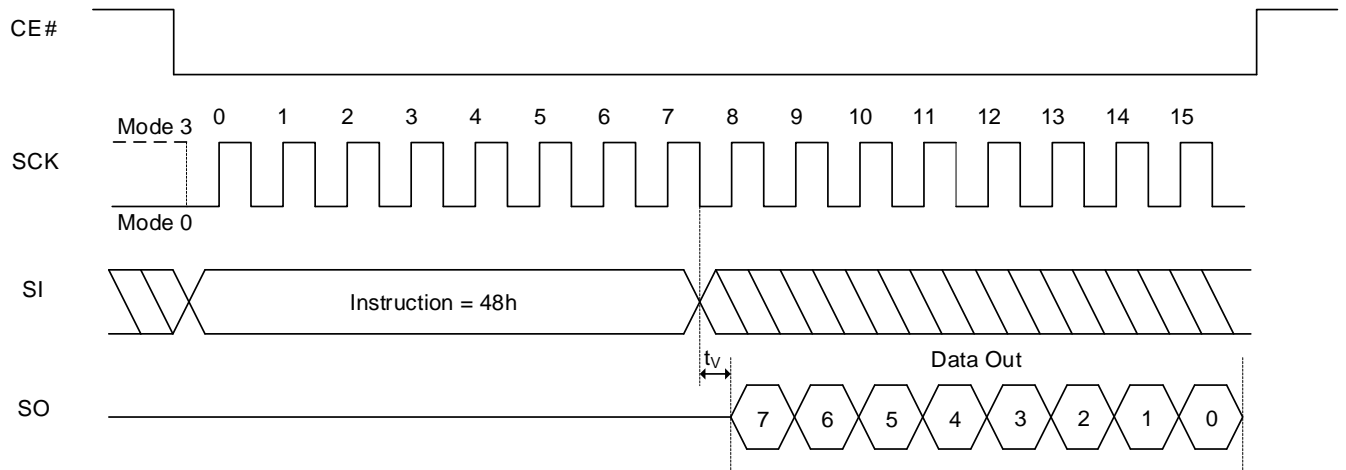 CE#
0 1 2 3 4 5 6 7 8 9 10 11 12 13 14 15
Mode 3
SCK
Mode 0
SI
Instruction = 48h
tV
Data Out
SO
7 6 5 4 3 2 1 0